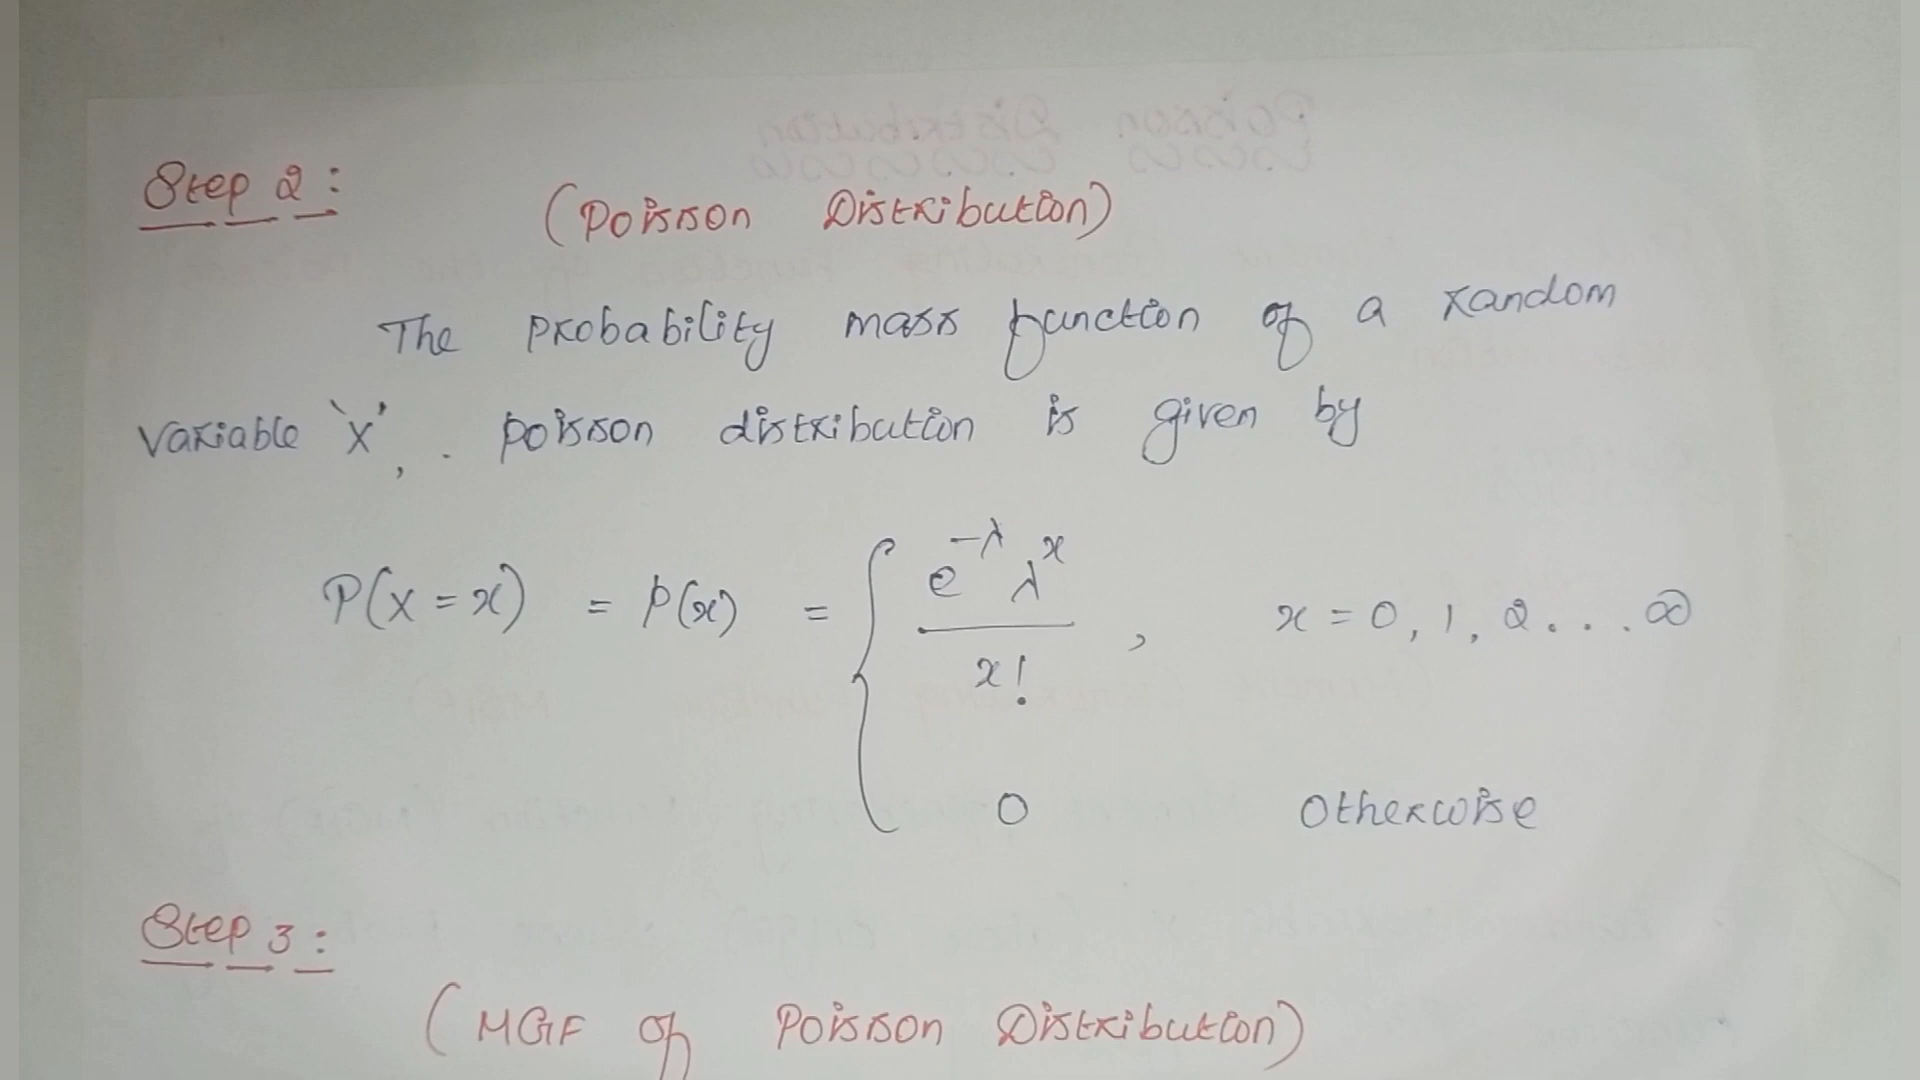 Step 2 :
(Poisson Distribution)
The probability mass function of a random
variable `X', . poisson distribution is given by
P(X = x) = p(x) = { e^{-λ} λ^x / x! , x = 0, 1, 2 . . . ∞
0 Otherwise
Step 3 :
(MGF of Poisson Distribution)